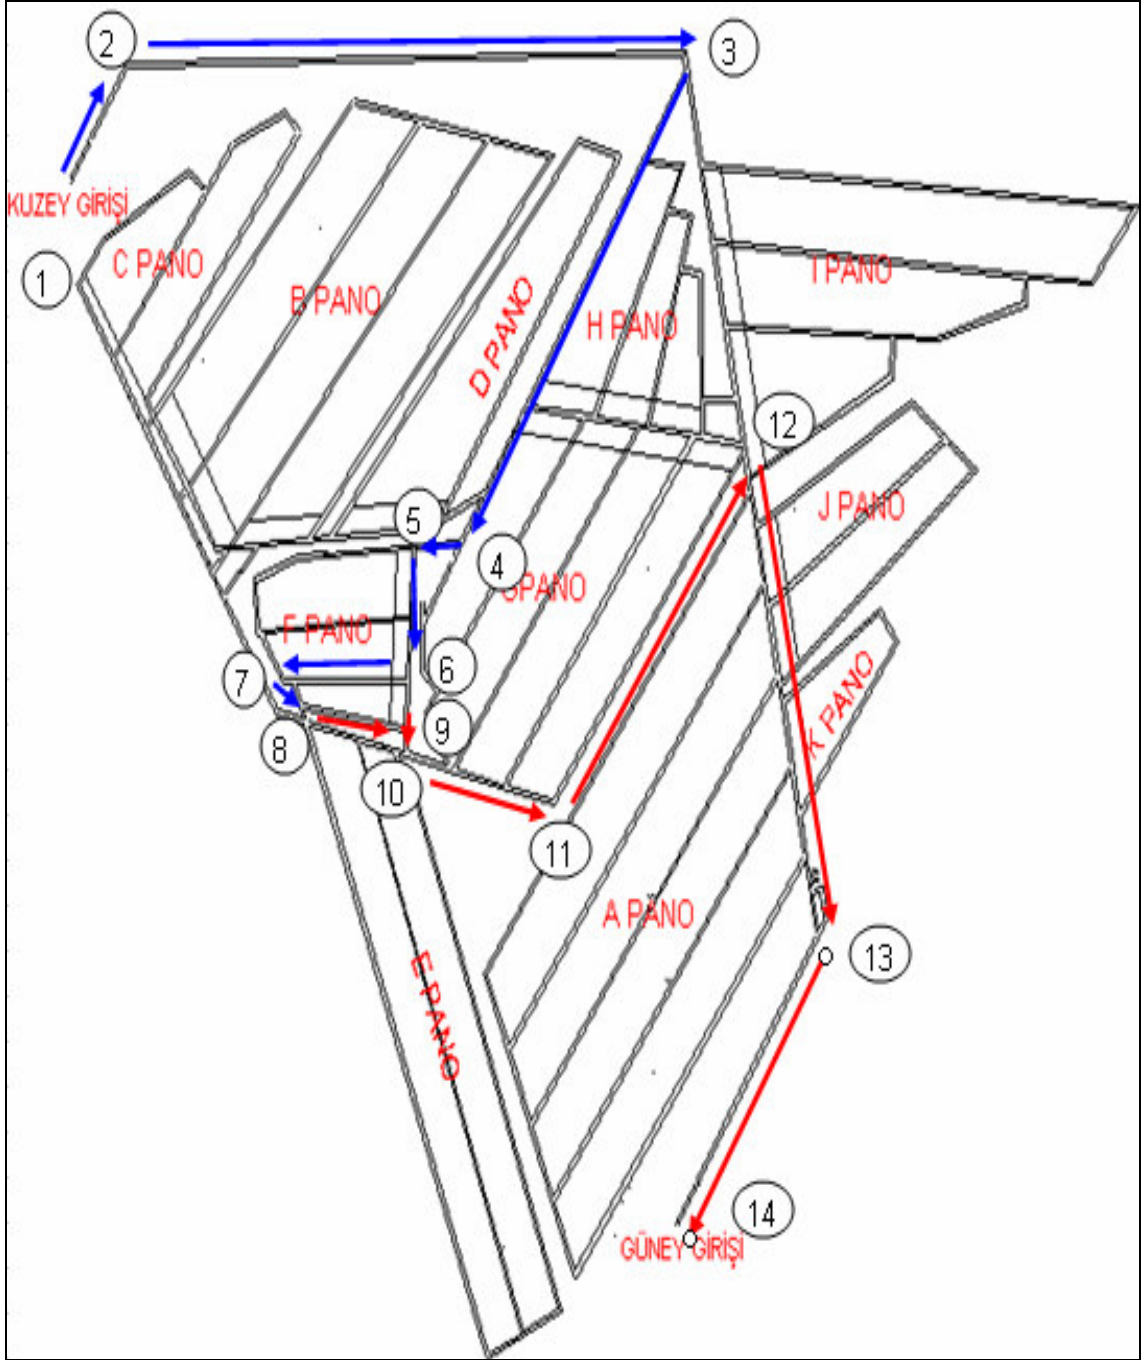 2
3
KUZEY GİRİŞİ
1
C PANO
B PANO
D PANO
H PANO
I PANO
12
J PANO
5
4
GPANO
F PANO
6
7
K PANO
9
8
10
11
A PANO
E PANO
13
14
GÜNEY GİRİŞİ